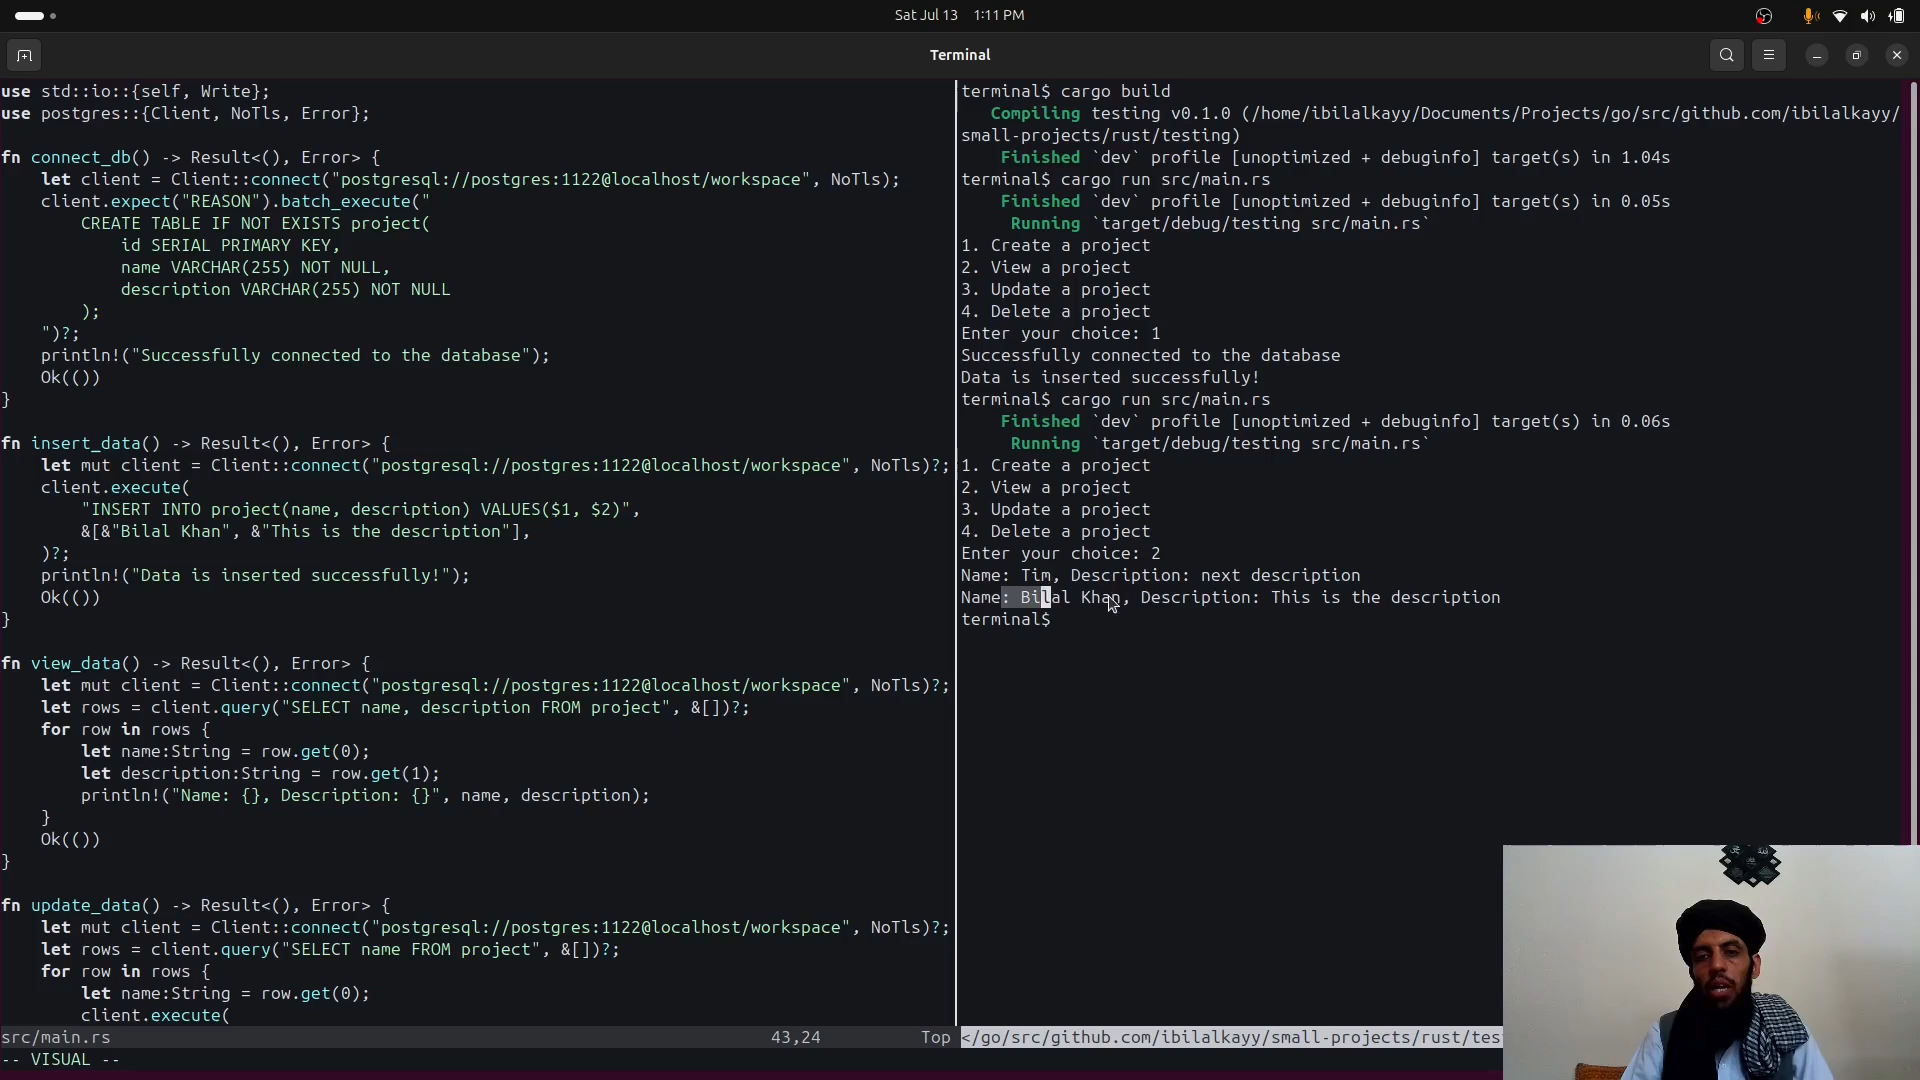 Sat Jul 13 1:11 PM
Terminal
use std::io::{self, Write};
use postgres::{Client, NoTls, Error};
fn connect_db() -> Result<(), Error> {
let client = Client::connect("postgresql://postgres:1122@localhost/workspace", NoTls);
client.expect("REASON").batch_execute("
CREATE TABLE IF NOT EXISTS project(
id SERIAL PRIMARY KEY,
name VARCHAR(255) NOT NULL,
description VARCHAR(255) NOT NULL
);
")?;
println!("Successfully connected to the database");
Ok(())
}
fn insert_data() -> Result<(), Error> {
let mut client = Client::connect("postgresql://postgres:1122@localhost/workspace", NoTls)?;
client.execute(
"INSERT INTO project(name, description) VALUES($1, $2)",
&[&"Bilal Khan", &"This is the description"],
)?;
println!("Data is inserted successfully!");
Ok(())
}
fn view_data() -> Result<(), Error> {
let mut client = Client::connect("postgresql://postgres:1122@localhost/workspace", NoTls)?;
let rows = client.query("SELECT name, description FROM project", &[])?;
for row in rows {
let name:String = row.get(0);
let description:String = row.get(1);
println!("Name: {}, Description: {}", name, description);
}
Ok(())
}
fn update_data() -> Result<(), Error> {
let mut client = Client::connect("postgresql://postgres:1122@localhost/workspace", NoTls)?;
let rows = client.query("SELECT name FROM project", &[])?;
for row in rows {
let name:String = row.get(0);
client.execute(
src/main.rs 43,24 Top
-- VISUAL --
terminal$ cargo build
Compiling testing v0.1.0 (/home/ibilalkayy/Documents/Projects/go/src/github.com/ibilalkayy/
small-projects/rust/testing)
Finished `dev` profile [unoptimized + debuginfo] target(s) in 1.04s
terminal$ cargo run src/main.rs
Finished `dev` profile [unoptimized + debuginfo] target(s) in 0.05s
Running `target/debug/testing src/main.rs`
1. Create a project
2. View a project
3. Update a project
4. Delete a project
Enter your choice: 1
Successfully connected to the database
Data is inserted successfully!
terminal$ cargo run src/main.rs
Finished `dev` profile [unoptimized + debuginfo] target(s) in 0.06s
Running `target/debug/testing src/main.rs`
1. Create a project
2. View a project
3. Update a project
4. Delete a project
Enter your choice: 2
Name: Tim, Description: next description
Name: Bilal Khan, Description: This is the description
terminal$
</go/src/github.com/ibilalkayy/small-projects/rust/tes